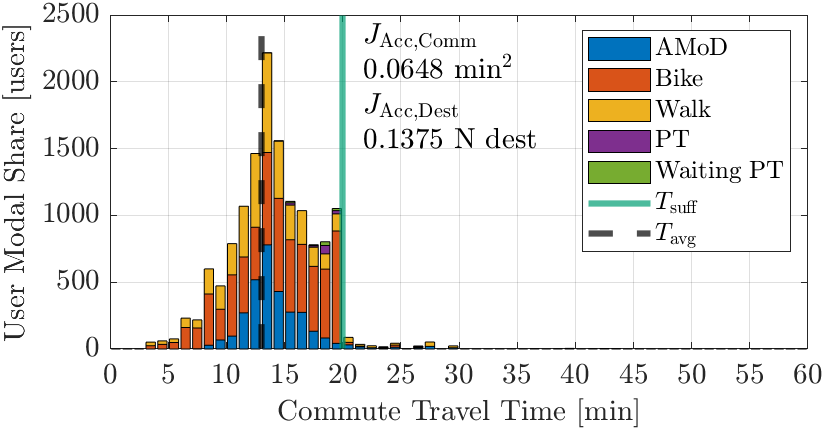 2500
2000
1500
1000
500
0
User Modal Share [users]
J_Acc,Comm
0.0648 min²
J_Acc,Dest
0.1375 N dest
AMoD
Bike
Walk
PT
Waiting PT
T_suff
T_avg
0 5 10 15 20 25 30 35 40 45 50 55 60
Commute Travel Time [min]